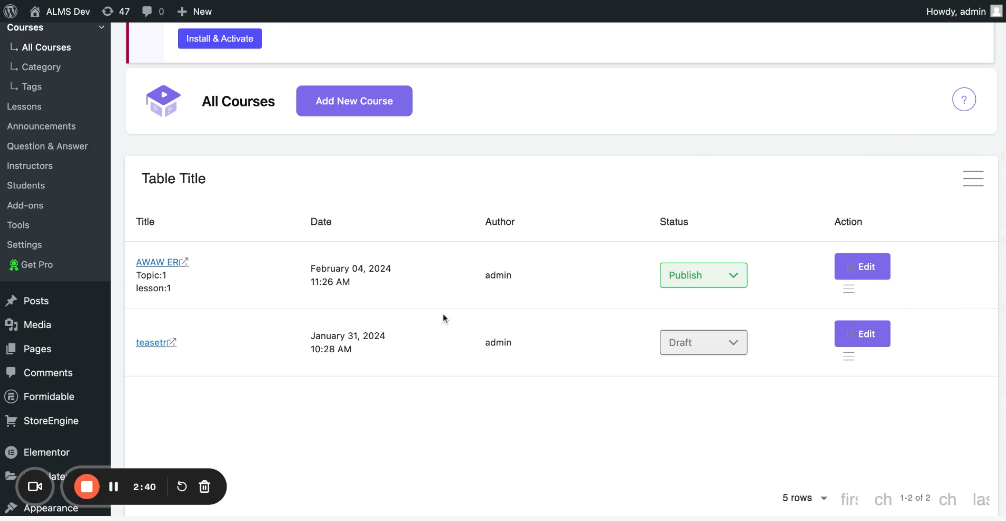 ALMS Dev 47 0 New Howdy, admin
Courses
All Courses
Category
Tags
Lessons
Announcements
Question & Answer
Instructors
Students
Add-ons
Tools
Settings
Get Pro
Posts
Media
Pages
Comments
Formidable
StoreEngine
Elementor
Appearance
Install & Activate
All Courses Add New Course ?
Table Title
Title Date Author Status Action
AWAW ER February 04, 2024 admin Publish Edit
Topic:1 11:26 AM
lesson:1
teasetr January 31, 2024 admin Draft Edit
10:28 AM
2:40
5 rows firs ch 1-2 of 2 ch las